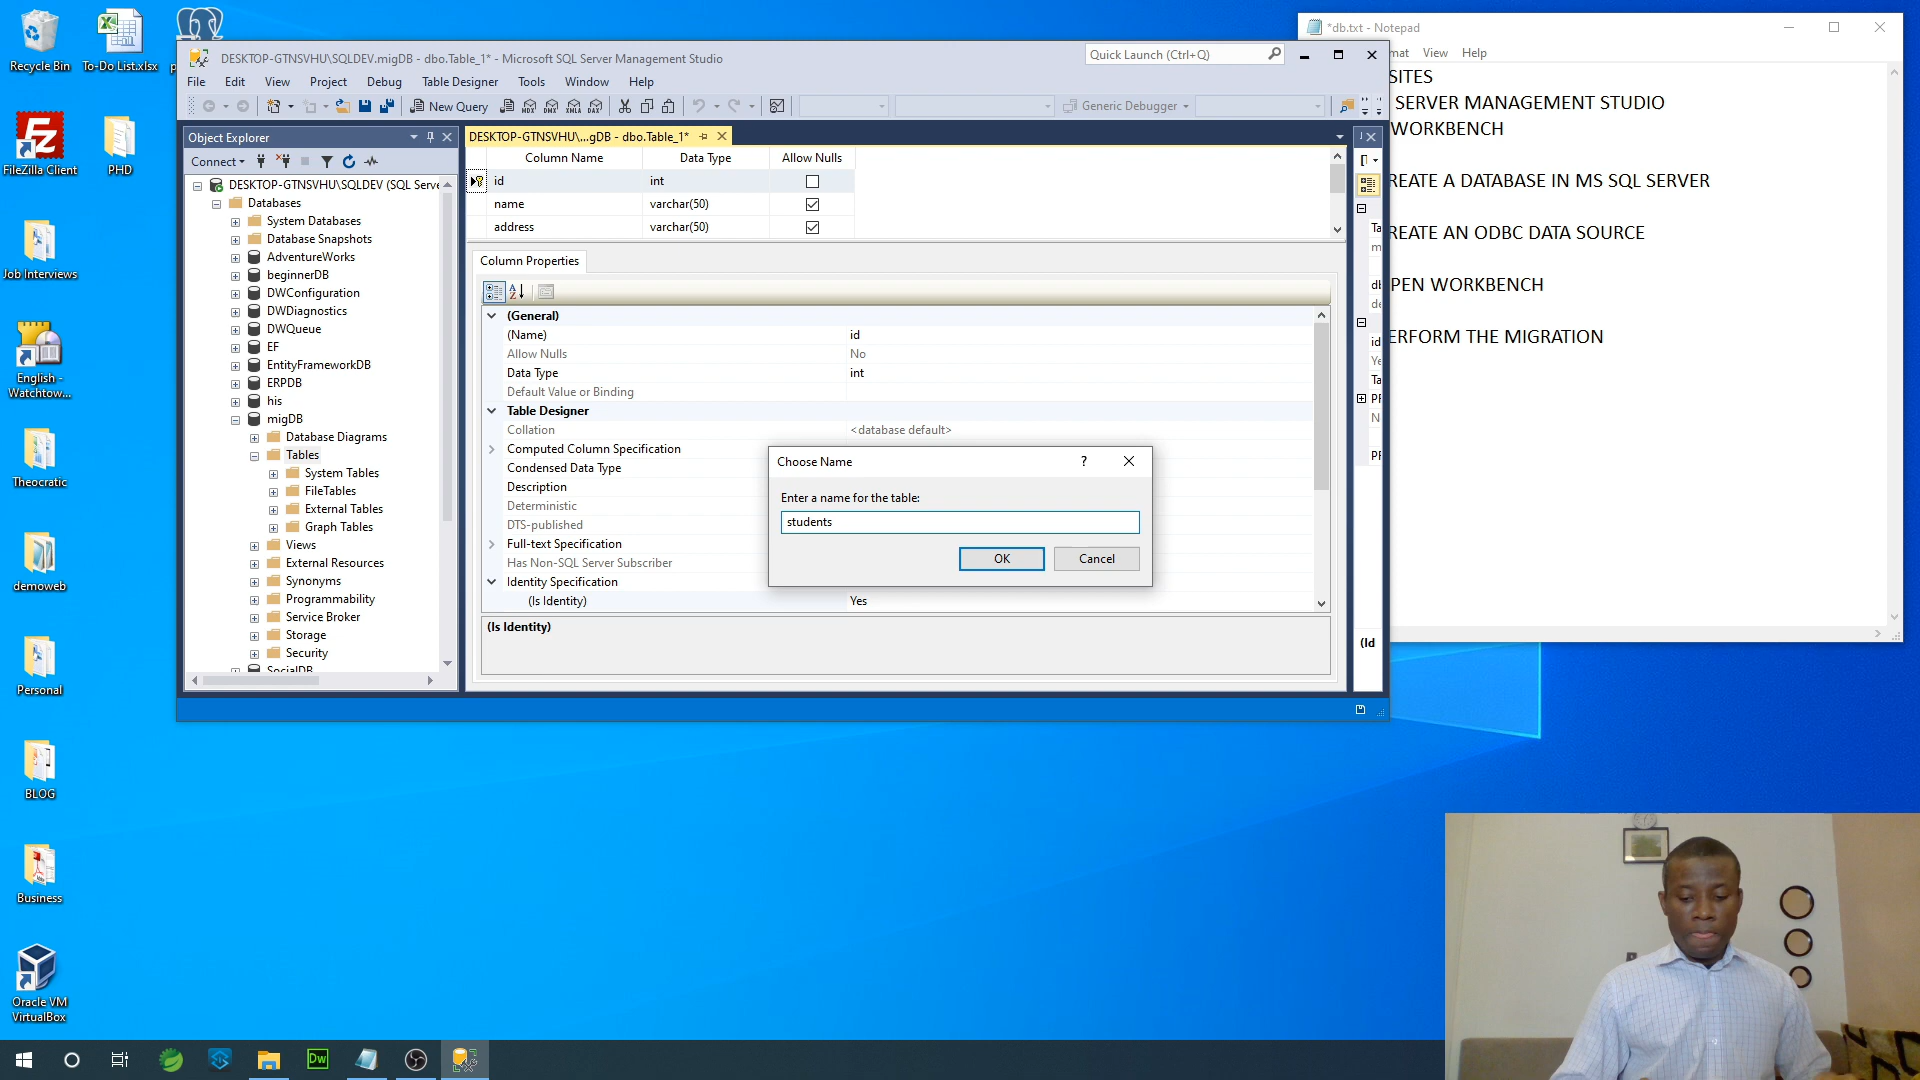 Recycle Bin
To-Do List.xlsx
FileZilla Client
PHD
Job Interviews
English -
Watchtow...
Theocratic
demoweb
Personal
BLOG
Business
Oracle VM
VirtualBox
DESKTOP-GTNSVHU\SQLDEV.migDB - dbo.Table_1* - Microsoft SQL Server Management Studio
Quick Launch (Ctrl+Q)
File Edit View Project Debug Table Designer Tools Window Help
New Query
Generic Debugger
Object Explorer
Connect
DESKTOP-GTNSVHU\SQLDEV (SQL Serve
Databases
System Databases
Database Snapshots
AdventureWorks
beginnerDB
DWConfiguration
DWDiagnostics
DWQueue
EF
EntityFrameworkDB
ERPDB
his
migDB
Database Diagrams
Tables
System Tables
FileTables
External Tables
Graph Tables
Views
External Resources
Synonyms
Programmability
Service Broker
Storage
Security
SocialDB
DESKTOP-GTNSVHU\...gDB - dbo.Table_1*
Column Name Data Type Allow Nulls
id int
name varchar(50)
address varchar(50)
Column Properties
(General)
(Name) id
Allow Nulls No
Data Type int
Default Value or Binding
Table Designer
Collation <database default>
Computed Column Specification
Condensed Data Type
Description
Deterministic
DTS-published
Full-text Specification
Has Non-SQL Server Subscriber
Identity Specification
(Is Identity) Yes
(Is Identity)
Choose Name
?
Enter a name for the table:
students
OK Cancel
Ta
m
db
de
id
Ye
Ta
N
(Id
*db.txt - Notepad
mat View Help
SITES
SERVER MANAGEMENT STUDIO
WORKBENCH
REATE A DATABASE IN MS SQL SERVER
REATE AN ODBC DATA SOURCE
PEN WORKBENCH
ERFORM THE MIGRATION
Dw